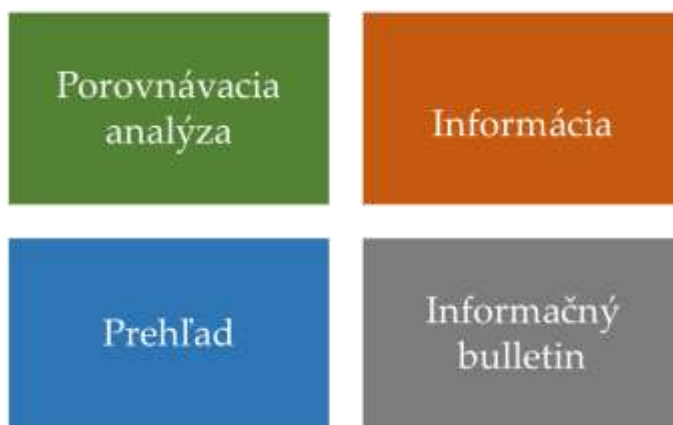 Porovnávacia
analýza
Informácia
Prehľad
Informačný
bulletin